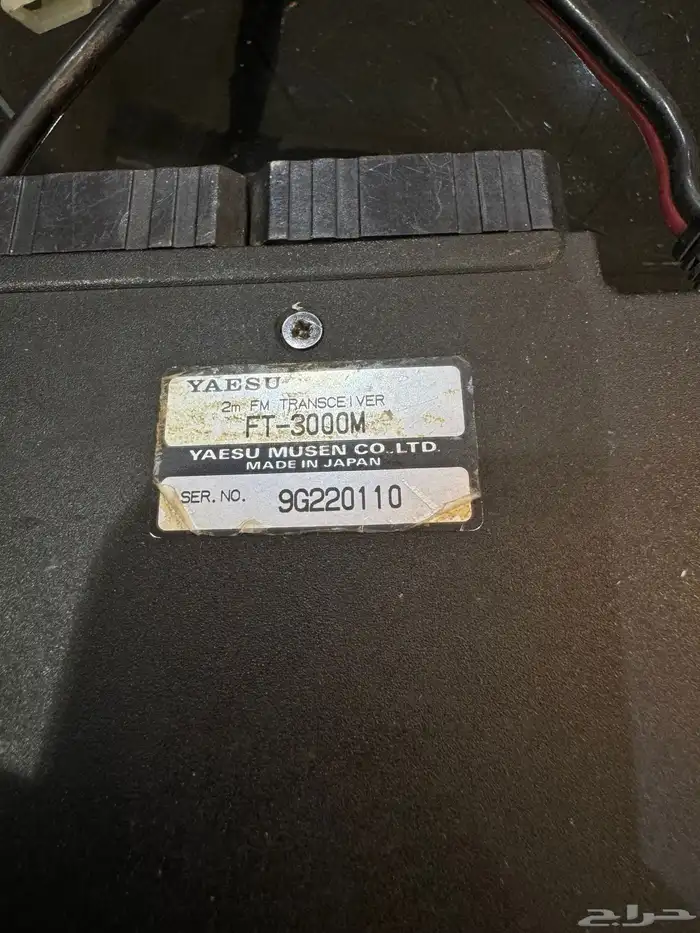 YAESU
2m FM TRANSCEIVER
FT-3000M
YAESU MUSEN CO.,LTD.
MADE IN JAPAN
SER. NO. 9G220110
حراج